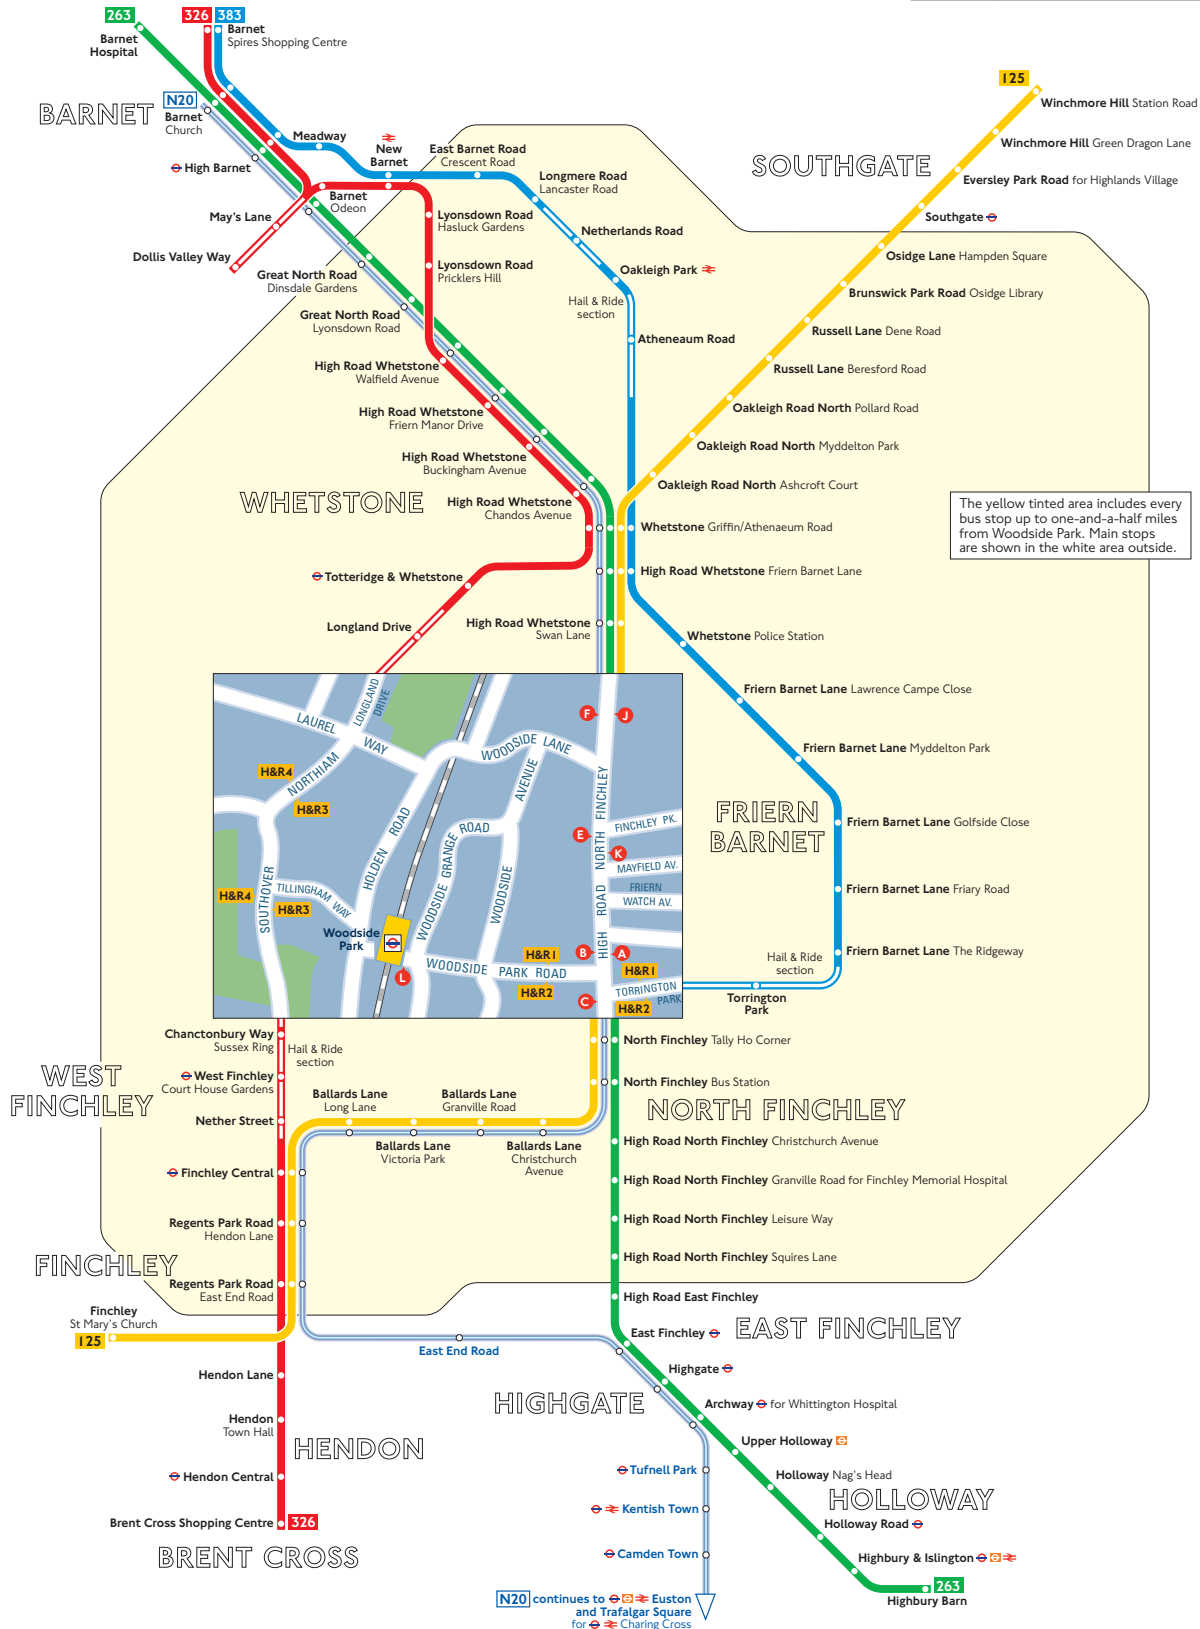 263
326
383
Barnet
Hospital
Barnet
Spires Shopping Centre
N20
Barnet
Church
BARNET
High Barnet
Meadway
New
Barnet
East Barnet Road
Crescent Road
Longmere Road
Lancaster Road
Netherlands Road
Oakleigh Park
Hail & Ride
section
Atheneaum Road
Barnet
Odeon
May's Lane
Dollis Valley Way
Lyonsdown Road
Hasluck Gardens
Lyonsdown Road
Pricklers Hill
Great North Road
Dinsdale Gardens
Great North Road
Lyonsdown Road
High Road Whetstone
Walfield Avenue
High Road Whetstone
Friern Manor Drive
High Road Whetstone
Buckingham Avenue
High Road Whetstone
Chandos Avenue
WHETSTONE
Totteridge & Whetstone
Longland Drive
High Road Whetstone
Swan Lane
125
Winchmore Hill Station Road
Winchmore Hill Green Dragon Lane
Eversley Park Road for Highlands Village
Southgate
SOUTHGATE
Osidge Lane Hampden Square
Brunswick Park Road Osidge Library
Russell Lane Dene Road
Russell Lane Beresford Road
Oakleigh Road North Pollard Road
Oakleigh Road North Myddelton Park
Oakleigh Road North Ashcroft Court
Whetstone Griffin/Athenaeum Road
High Road Whetstone Friern Barnet Lane
The yellow tinted area includes every
bus stop up to one-and-a-half miles
from Woodside Park. Main stops
are shown in the white area outside.
Whetstone Police Station
Friern Barnet Lane Lawrence Campe Close
Friern Barnet Lane Myddelton Park
FRIERN
BARNET
Friern Barnet Lane Golfside Close
Friern Barnet Lane Friary Road
Friern Barnet Lane The Ridgeway
Hail & Ride
section
Torrington
Park
LONGLAND
DRIVE
LAUREL
WAY
NORTHIAM
H&R4
H&R3
HOLDEN
ROAD
WOODSIDE LANE
AVENUE
WOODSIDE
WOODSIDE GRANGE
ROAD
SOUTHOVER
TILLINGHAM WAY
H&R4
H&R3
Woodside
Park
L
WOODSIDE PARK ROAD
H&R1
H&R2
HIGH
ROAD
NORTH
FINCHLEY
F
J
E
K
FINCHLEY PK.
MAYFIELD AV.
FRIERN
WATCH AV.
B
A
C
H&R1
TORRINGTON
PARK
H&R2
Chanctonbury Way
Sussex Ring
Hail & Ride
section
West Finchley
Court House Gardens
WEST
FINCHLEY
Nether Street
Finchley Central
Regents Park Road
Hendon Lane
FINCHLEY
Regents Park Road
East End Road
Finchley
St Mary's Church
125
Ballards Lane
Long Lane
Ballards Lane
Granville Road
Ballards Lane
Victoria Park
Ballards Lane
Christchurch
Avenue
North Finchley Tally Ho Corner
North Finchley Bus Station
NORTH FINCHLEY
High Road North Finchley Christchurch Avenue
High Road North Finchley Granville Road for Finchley Memorial Hospital
High Road North Finchley Leisure Way
High Road North Finchley Squires Lane
High Road East Finchley
East Finchley
EAST FINCHLEY
East End Road
Highgate
HIGHGATE
Archway for Whittington Hospital
Upper Holloway
Holloway Nag's Head
HOLLOWAY
Holloway Road
Highbury & Islington
263
Highbury Barn
Hendon Lane
Hendon
Town Hall
HENDON
Hendon Central
Brent Cross Shopping Centre
326
BRENT CROSS
Tufnell Park
Kentish Town
Camden Town
N20 continues to Euston
and Trafalgar Square
for Charing Cross